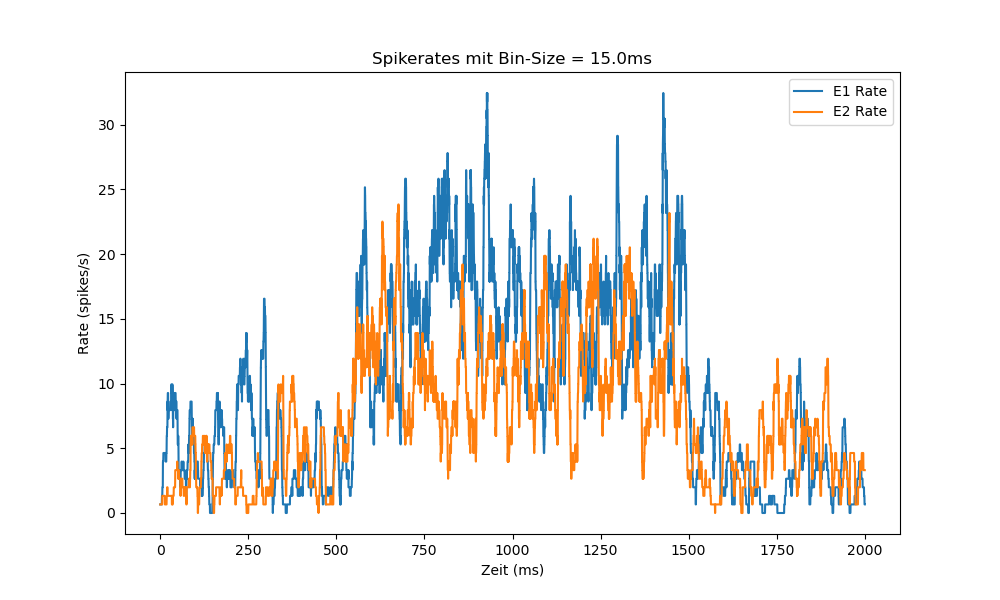 Spikerates mit Bin-Size = 15.0ms
E1 Rate
E2 Rate
Rate (spikes/s)
30
25
20
15
10
5
0
0 250 500 750 1000 1250 1500 1750 2000
Zeit (ms)